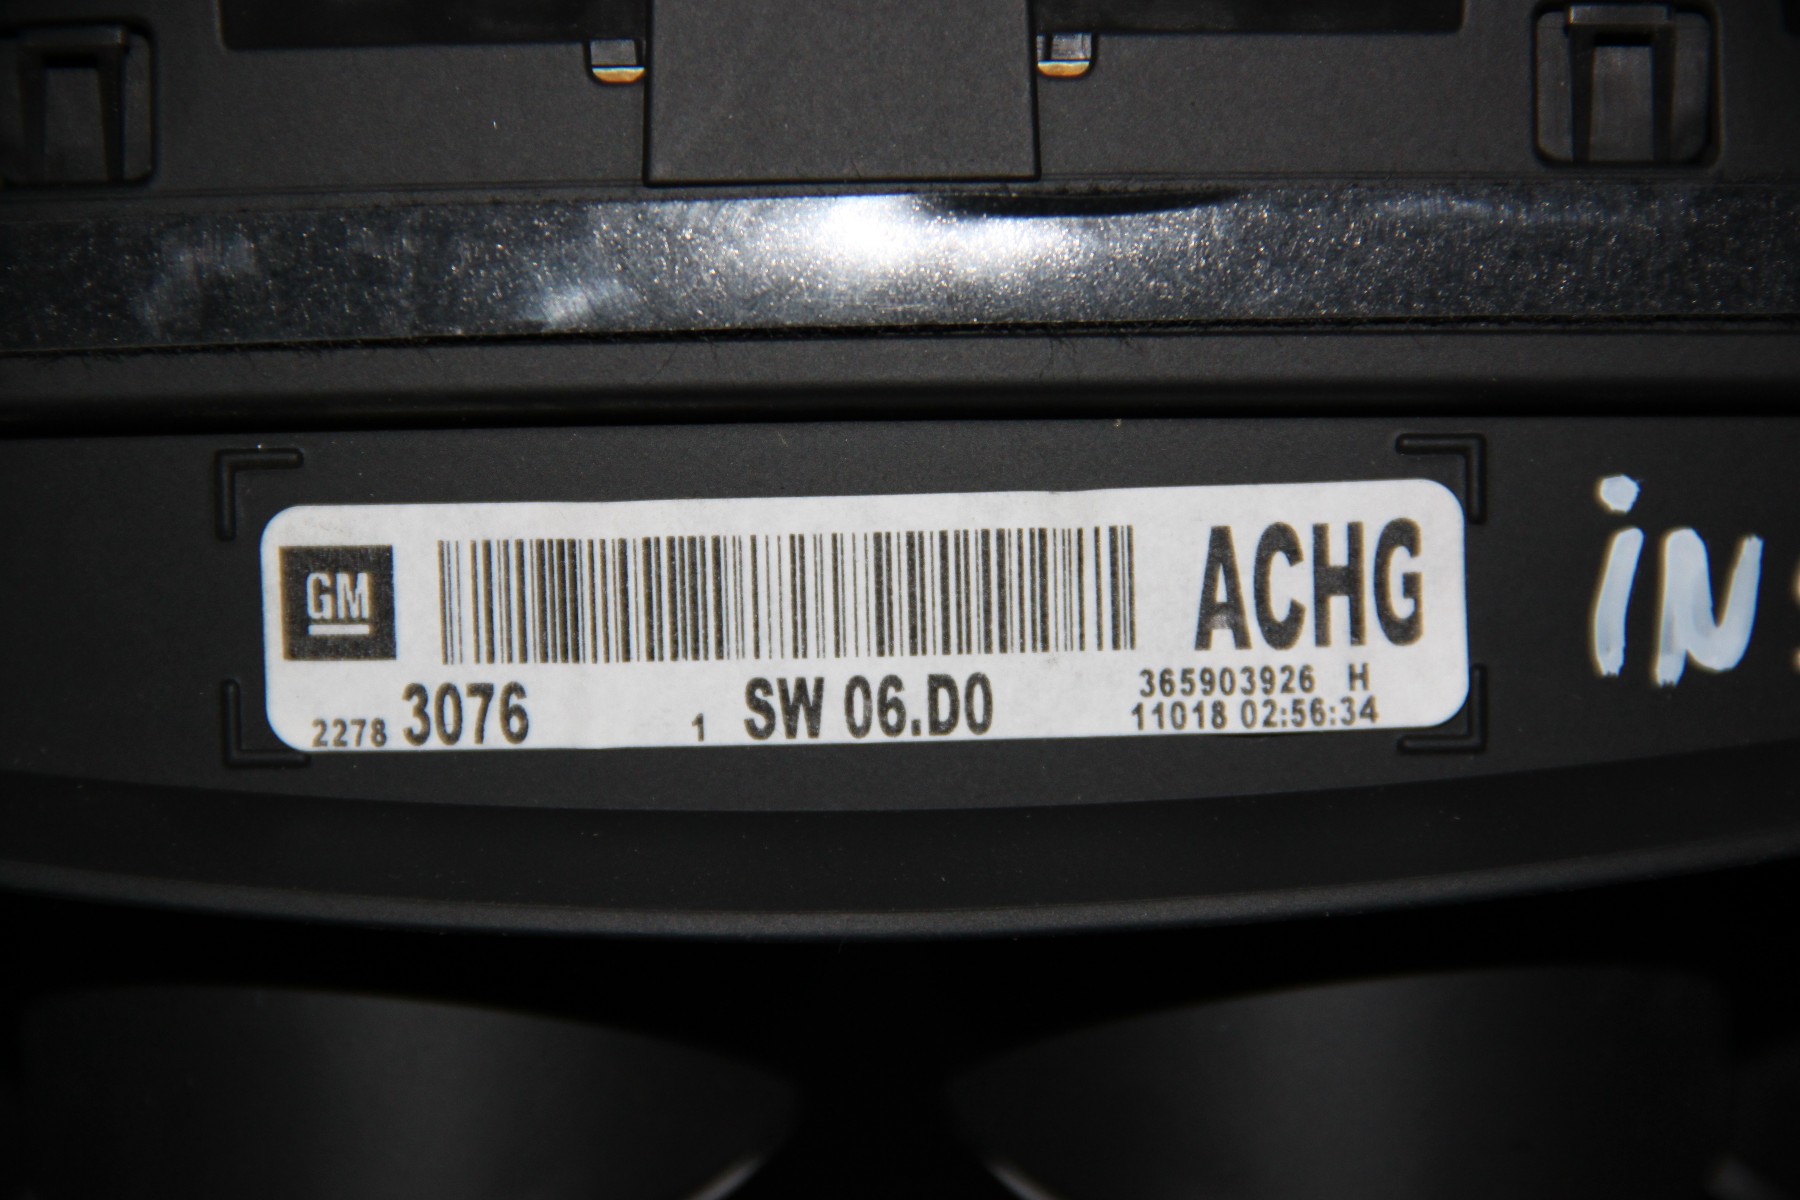 GM
ACHG
2278 3076 1 SW 06.D0
365903926 H
11018 02:56:34
iN